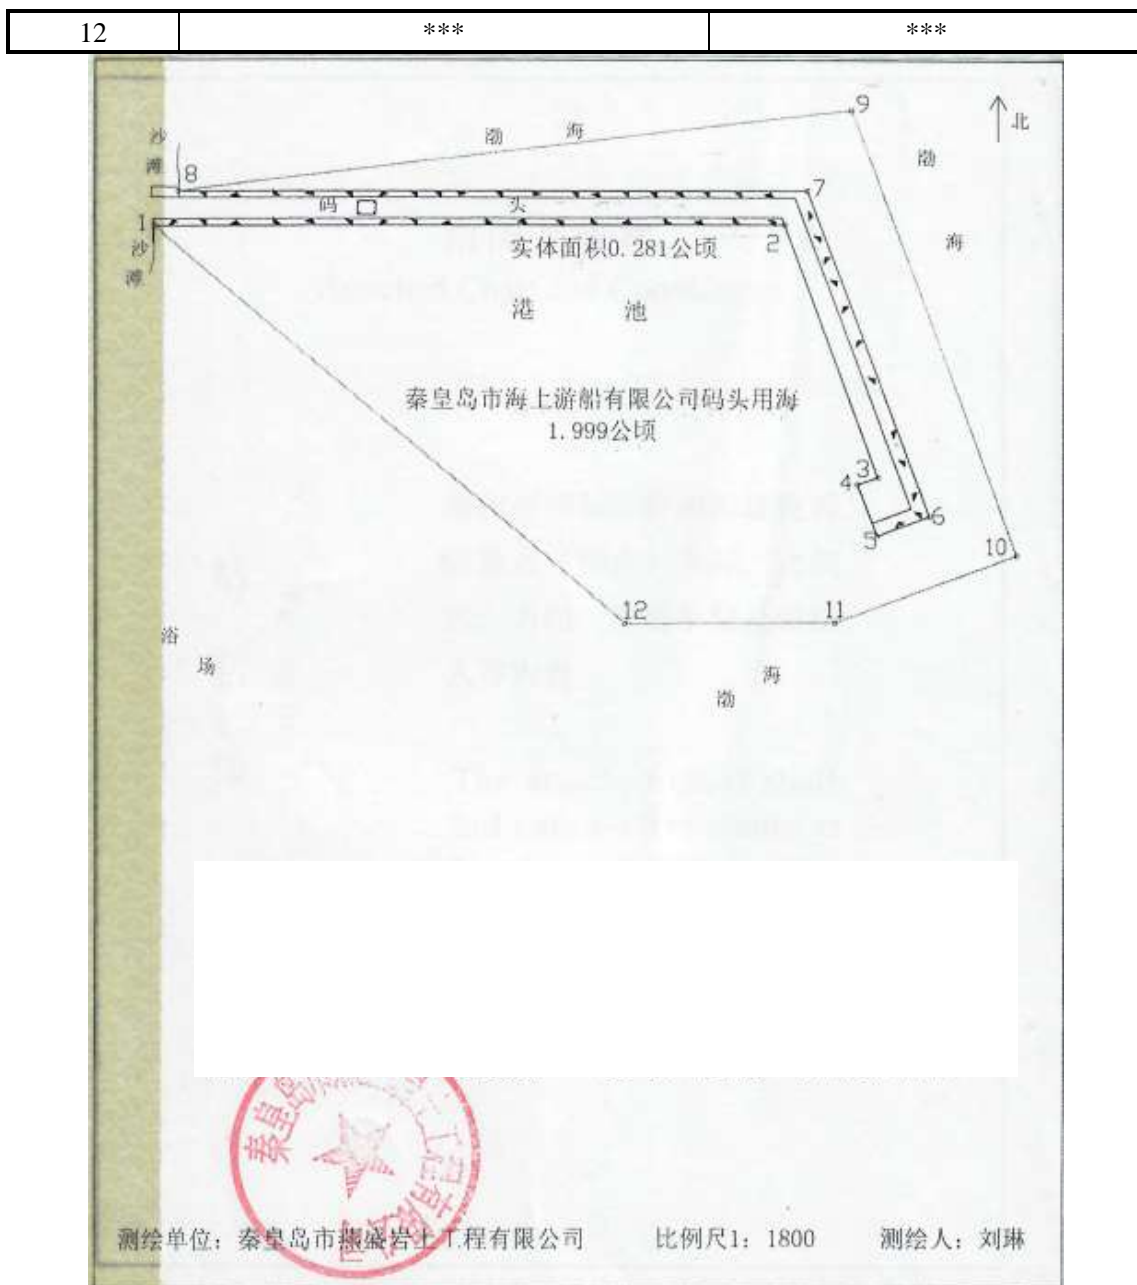 12 *** ***
9
北
沙 渤 海
滩 8 渤
7
码 头
1 2
沙 实体面积0.281公顷 海
滩
港 池
秦皇岛市海上游船有限公司码头用海
1.999公顷
3
4
6
5
10
12 11
浴
场 海
渤
测绘单位：秦皇岛市 岩土工程有限公司 比例尺1：1800 测绘人：刘琳